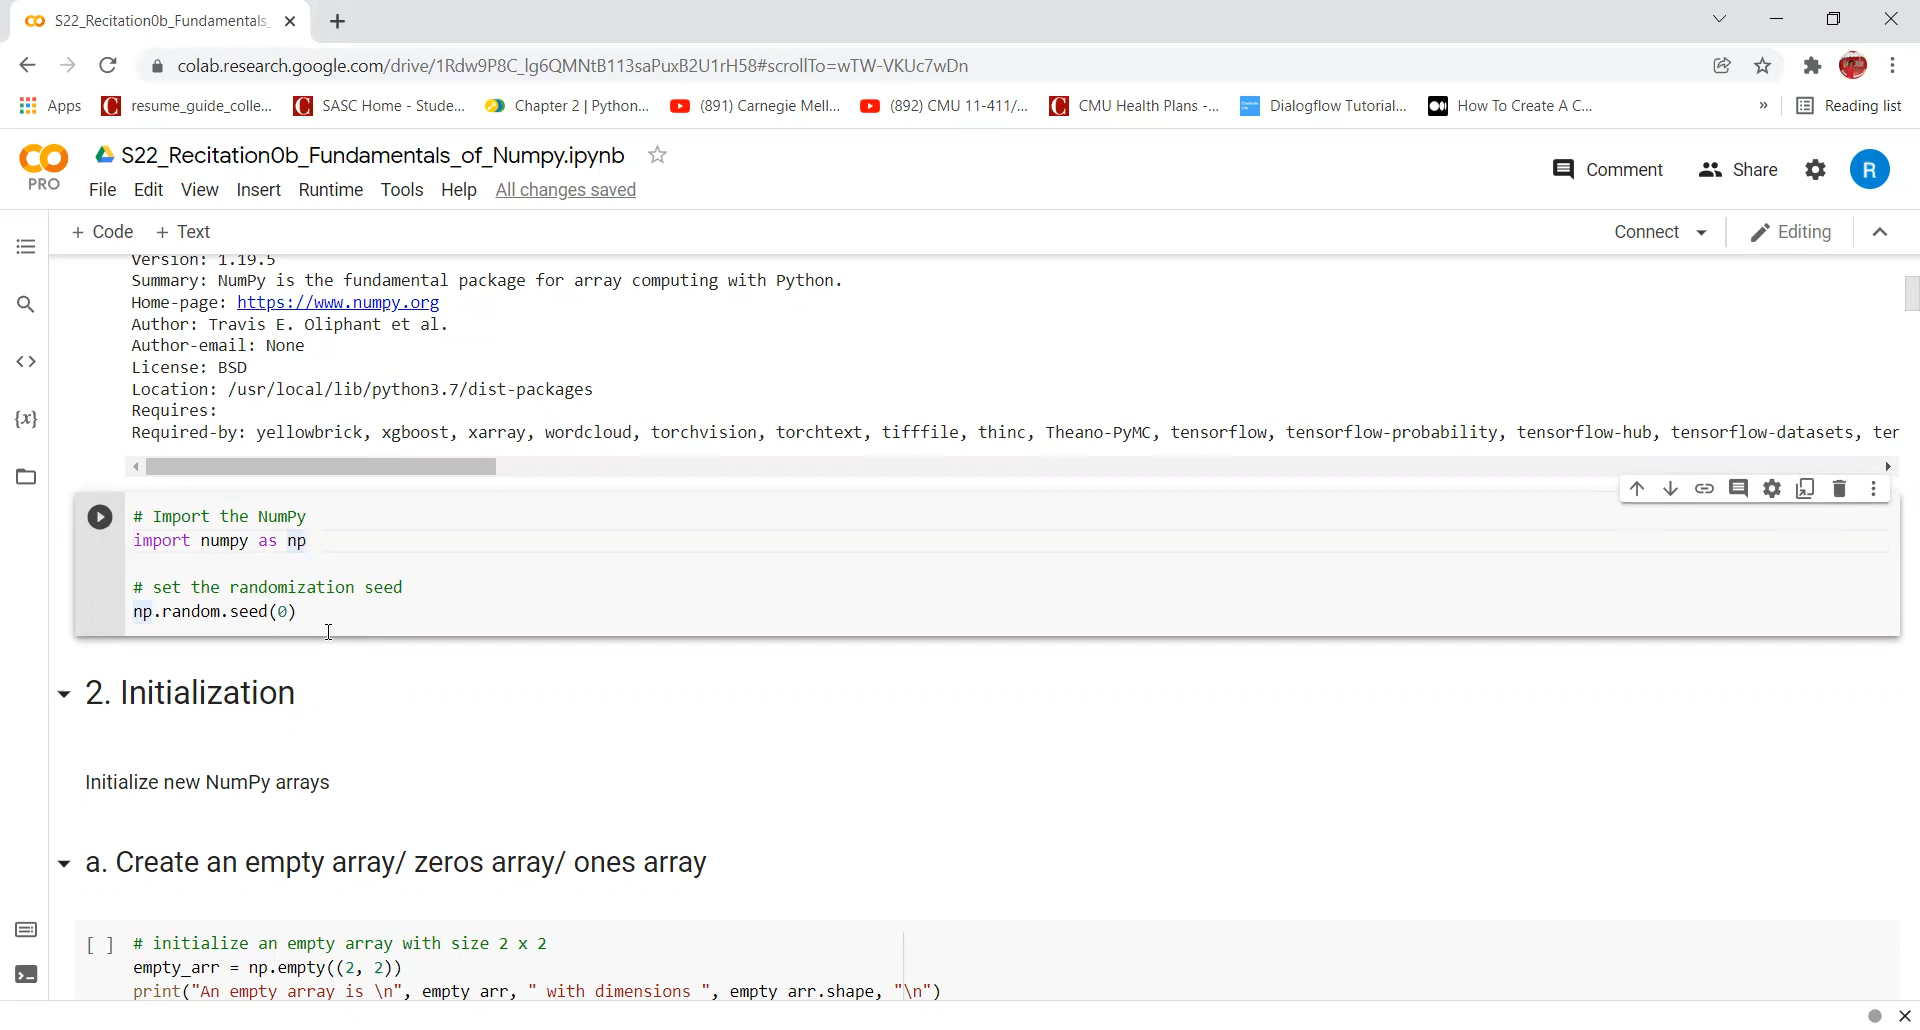 S22_Recitation0b_Fundamentals_
colab.research.google.com/drive/1Rdw9P8C_lg6QMNtB113saPuxB2U1rH58#scrollTo=wTW-VKUc7wDn
Apps resume_guide_colle... SASC Home - Stude... Chapter 2 | Python... (891) Carnegie Mell... (892) CMU 11-411/... CMU Health Plans -... Dialogflow Tutorial... How To Create A C... » Reading list
CO PRO
S22_Recitation0b_Fundamentals_of_Numpy.ipynb
File Edit View Insert Runtime Tools Help All changes saved
Comment Share R
+ Code + Text Connect Editing
Version: 1.19.5
Summary: NumPy is the fundamental package for array computing with Python.
Home-page: https://www.numpy.org
Author: Travis E. Oliphant et al.
Author-email: None
License: BSD
Location: /usr/local/lib/python3.7/dist-packages
Requires:
Required-by: yellowbrick, xgboost, xarray, wordcloud, torchvision, torchtext, tifffile, thinc, Theano-PyMC, tensorflow, tensorflow-probability, tensorflow-hub, tensorflow-datasets, ter
# Import the NumPy
import numpy as np
# set the randomization seed
np.random.seed(0)
2. Initialization
Initialize new NumPy arrays
a. Create an empty array/ zeros array/ ones array
[ ] # initialize an empty array with size 2 x 2
empty_arr = np.empty((2, 2))
print("An empty array is \n", empty_arr, " with dimensions ", empty_arr.shape, "\n")